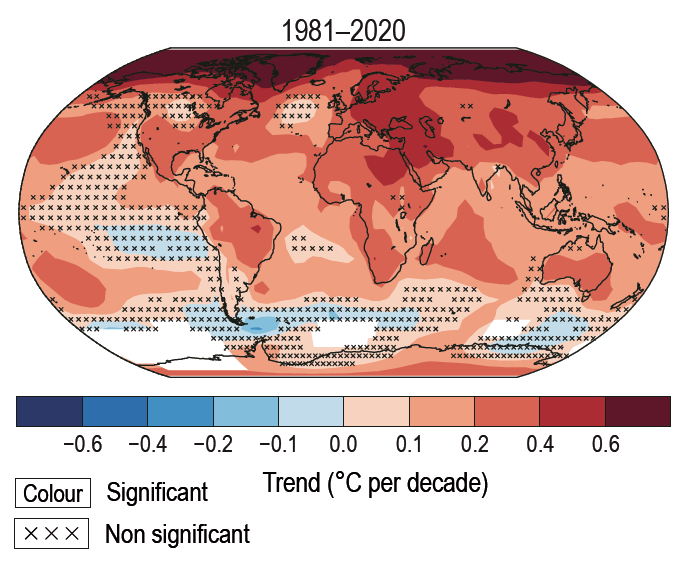 1981–2020
−0.6 −0.4 −0.2 −0.1 0.0 0.1 0.2 0.4 0.6
Trend (°C per decade)
Colour Significant
××× Non significant